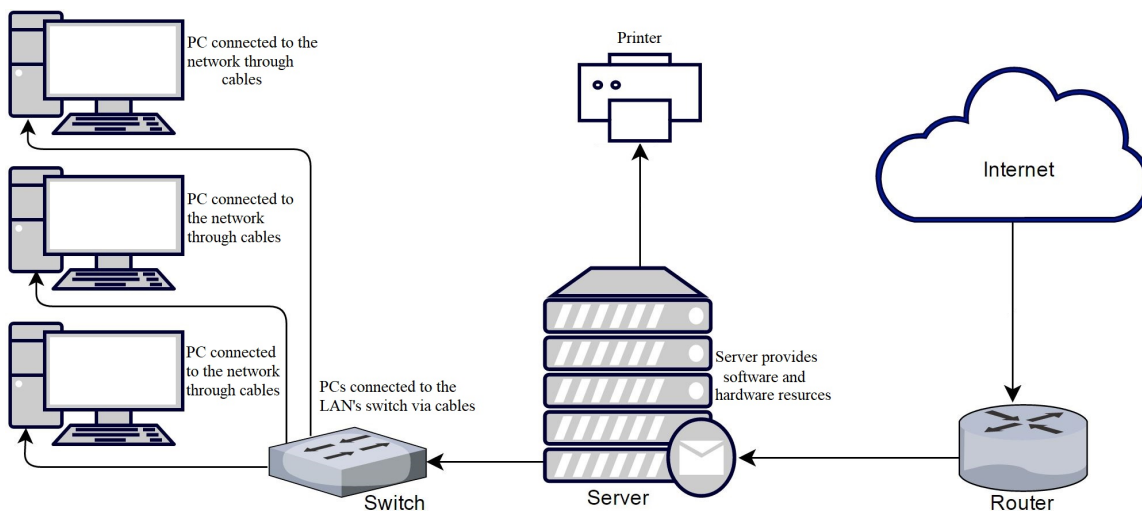 PC connected to the
network through
cables
Printer
Internet
PC connected to
the network
through cables
PC connected
to the network
through cables
PCs connected to the
LAN's switch via cables
Server provides
software and
hardware resurces
Switch
Server
Router